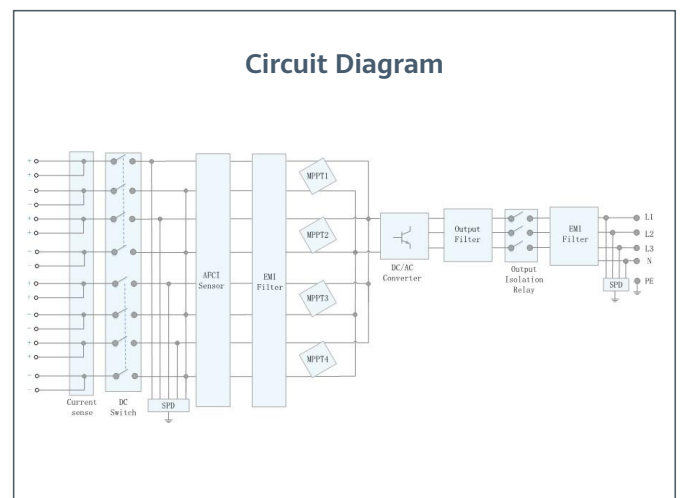 Circuit Diagram
+
+
-
-
+
+
-
-
+
+
-
-
+
+
-
-
Current
sense
DC
Switch
SPD
AFCI
Sensor
EMI
Filter
MPPT1
MPPT2
MPPT3
MPPT4
DC/AC
Converter
Output
Filter
Output
Isolation
Relay
EMI
Filter
SPD
L1
L2
L3
N
PE